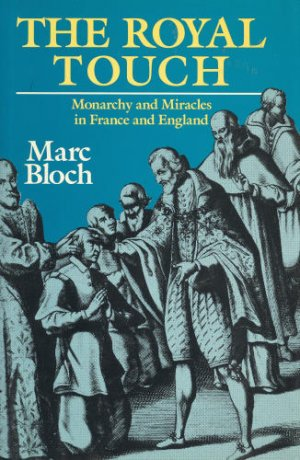 THE ROYAL
TOUCH
Monarchy and Miracles
in France and England
Marc
Bloch